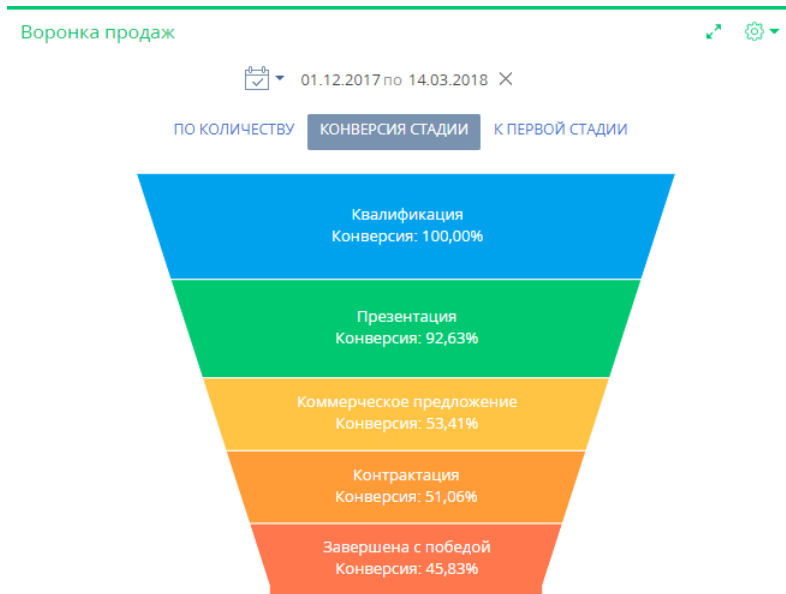 Воронка продаж
01.12.2017 по 14.03.2018
ПО КОЛИЧЕСТВУ КОНВЕРСИЯ СТАДИИ К ПЕРВОЙ СТАДИИ
Квалификация
Конверсия: 100,00%
Презентация
Конверсия: 92,63%
Коммерческое предложение
Конверсия: 53,41%
Контрактация
Конверсия: 51,06%
Завершена с победой
Конверсия: 45,83%